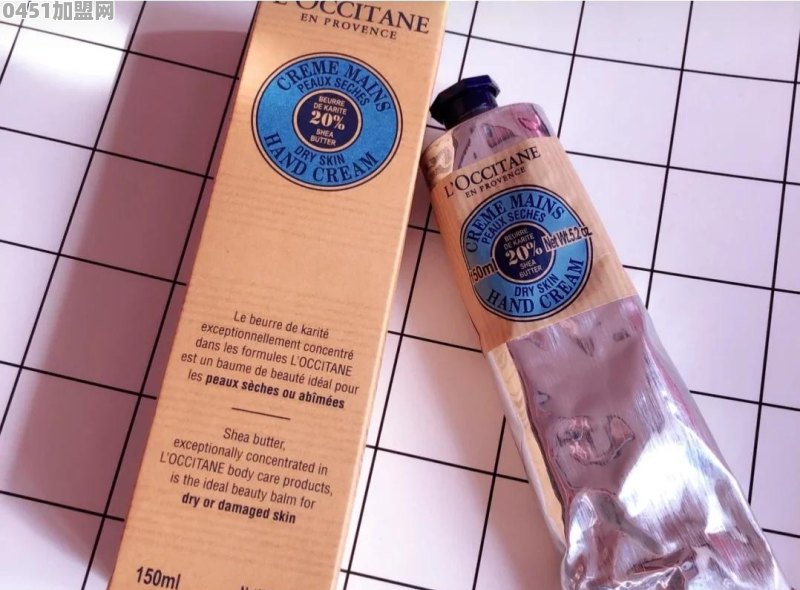 0451加盟网
L'OCCITANE
EN PROVENCE
CREME MAINS
PEAUX SECHES
BEURRE
DE KARITE
20%
SHEA
BUTTER
DRY SKIN
HAND CREAM
Le beurre de karité
exceptionnellement concentré
dans les formules L'OCCITANE
est un baume de beauté idéal pour
les peaux sèches ou abîmées
Shea butter,
exceptionally concentrated in
L'OCCITANE body care products,
is the ideal beauty balm for
dry or damaged skin
150ml
L'OCCITANE
EN PROVENCE
CREME MAINS
PEAUX SECHES
BEURRE
DE KARITE
20%
SHEA
BUTTER
150ml
Net Wt.5.2 oz.
DRY SKIN
HAND CREAM